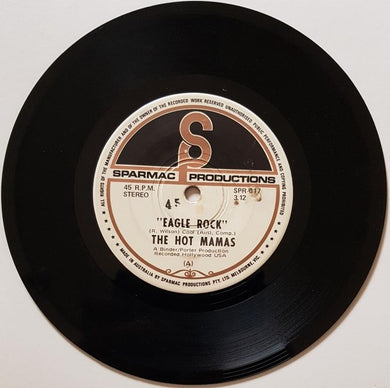 ALL RIGHTS OF THE MANUFACTURER AND OF THE OWNER OF THE RECORDED WORK RESERVED UNAUTHORISED PUBLIC PERFORMANCE AND COPYING PROHIBITED
S
SPARMAC PRODUCTIONS
45 R.P.M.
STEREO
SPR-017
3.12
45
"EAGLE ROCK"
(R. Wilson) Cool (Aus). Comp.)
THE HOT MAMAS
A Binder/Porter Production
Recorded Hollywood USA
(A)
MADE IN AUSTRALIA BY SPARMAC PRODUCTIONS PTY. LTD. MELBOURNE, VIC.